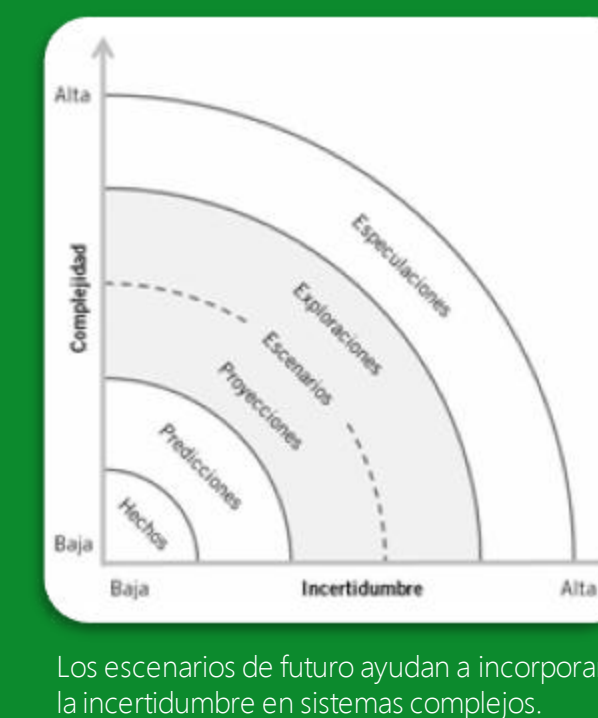 Alta
Especulaciones
Exploraciones
Complejidad
Escenarios
Proyecciones
Predicciones
Hechos
Baja
Baja
Incertidumbre
Alta
Los escenarios de futuro ayudan a incorpora
la incertidumbre en sistemas complejos.